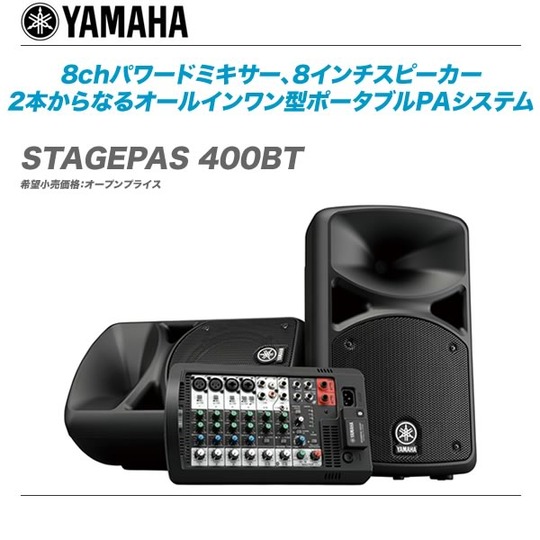 YAMAHA
8chパワードミキサー、8インチスピーカー
2本からなるオールインワン型ポータブルPAシステム
STAGEPAS 400BT
希望小売価格：オープンプライス
YAMAHA